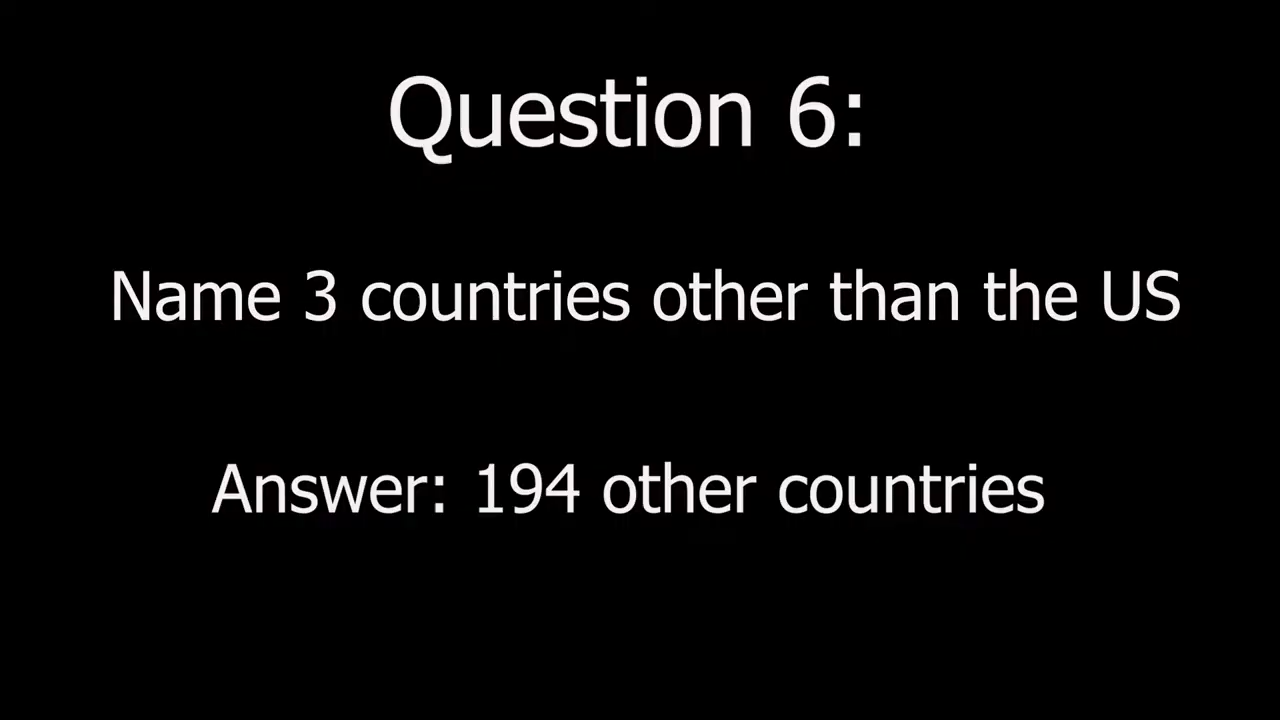 Question 6:
Name 3 countries other than the US
Answer: 194 other countries